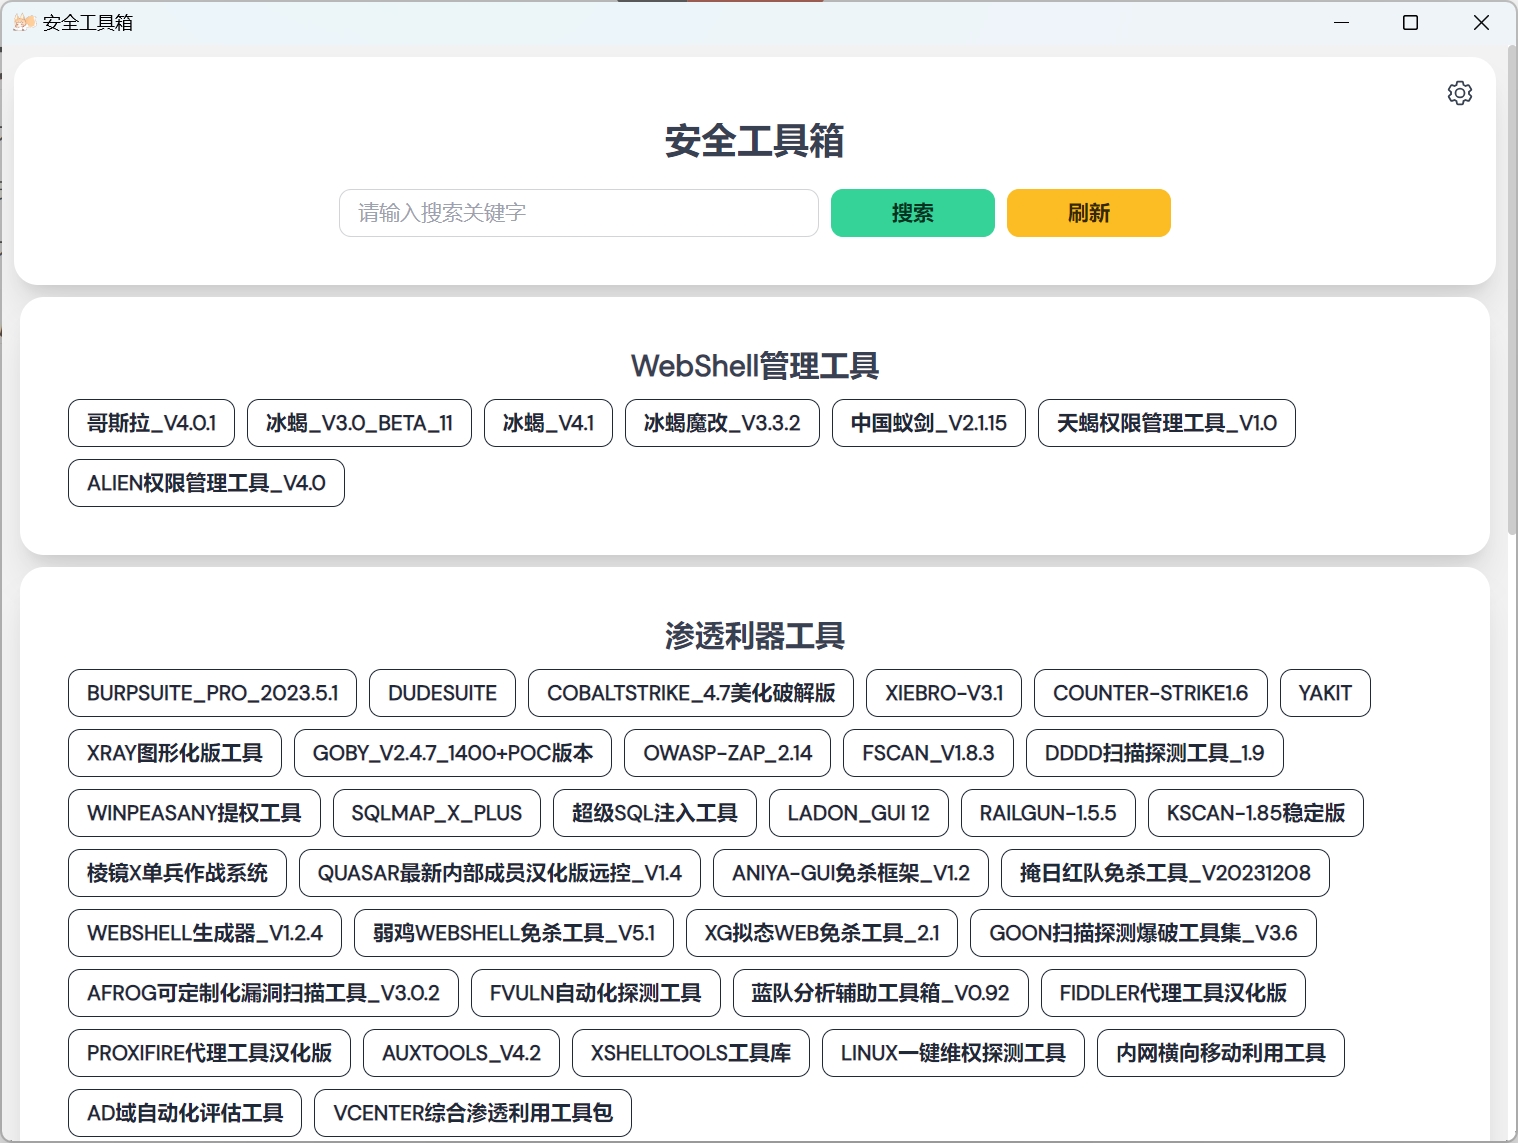 安全工具箱
安全工具箱
请输入搜索关键字 搜索 刷新
WebShell管理工具
哥斯拉_V4.0.1 冰蝎_V3.0_BETA_11 冰蝎_V4.1 冰蝎魔改_V3.3.2 中国蚁剑_V2.1.15 天蝎权限管理工具_V1.0
ALIEN权限管理工具_V4.0
渗透利器工具
BURPSUITE_PRO_2023.5.1 DUDESUITE COBALTSTRIKE_4.7美化破解版 XIEBRO-V3.1 COUNTER-STRIKE1.6 YAKIT
XRAY图形化版工具 GOBY_V2.4.7_1400+POC版本 OWASP-ZAP_2.14 FSCAN_V1.8.3 DDDD扫描探测工具_1.9
WINPEASANY提权工具 SQLMAP_X_PLUS 超级SQL注入工具 LADON_GUI 12 RAILGUN-1.5.5 KSCAN-1.85稳定版
棱镜X单兵作战系统 QUASAR最新内部成员汉化版远控_V1.4 ANIYA-GUI免杀框架_V1.2 掩日红队免杀工具_V20231208
WEBSHELL生成器_V1.2.4 弱鸡WEBSHELL免杀工具_V5.1 XG拟态WEB免杀工具_2.1 GOON扫描探测爆破工具集_V3.6
AFROG可定制化漏洞扫描工具_V3.0.2 FVULN自动化探测工具 蓝队分析辅助工具箱_V0.92 FIDDLER代理工具汉化版
PROXIFIRE代理工具汉化版 AUXTOOLS_V4.2 XSHELLTOOLS工具库 LINUX一键维权探测工具 内网横向移动利用工具
AD域自动化评估工具 VCENTER综合渗透利用工具包